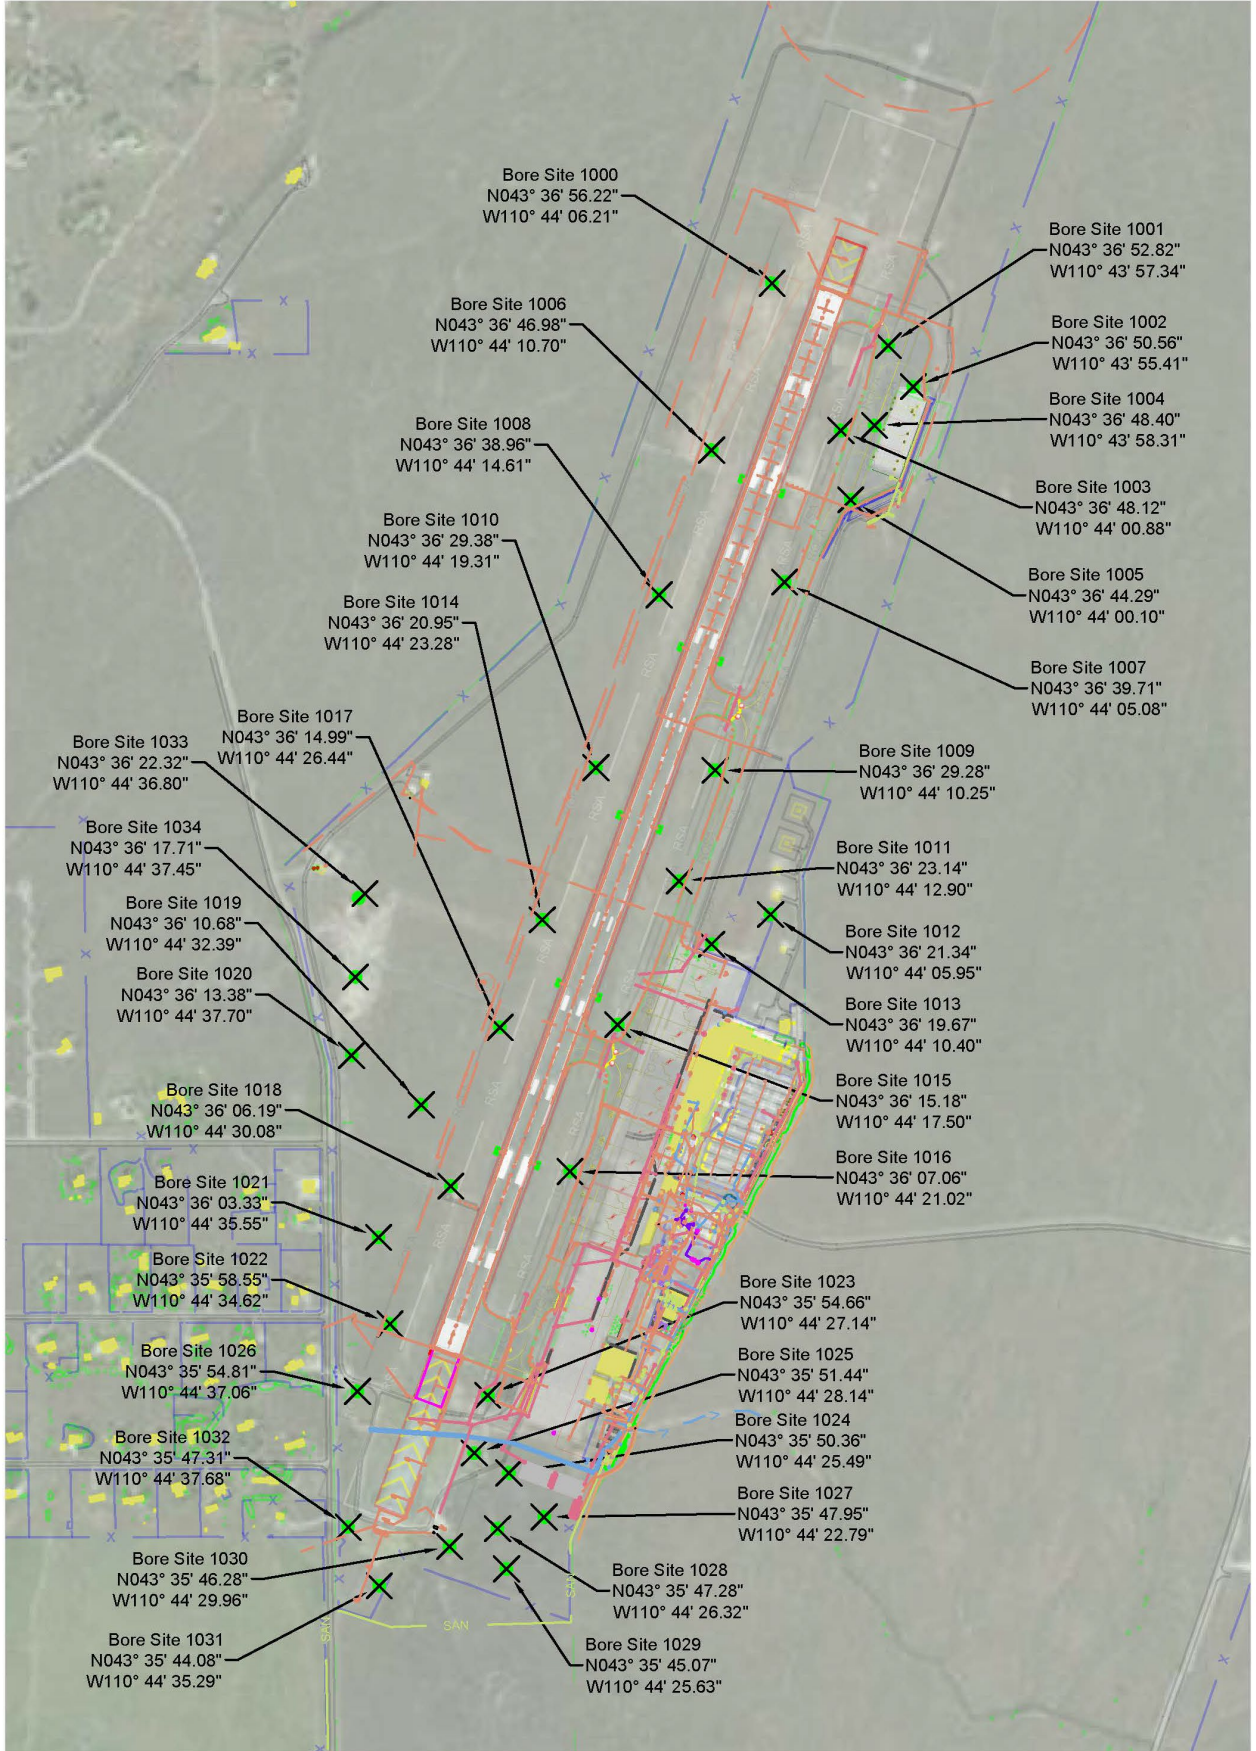 Bore Site 1000
N043° 36' 56.22"
W110° 44' 06.21"
Bore Site 1001
N043° 36' 52.82"
W110° 43' 57.34"
Bore Site 1006
N043° 36' 46.98"
W110° 44' 10.70"
Bore Site 1002
N043° 36' 50.56"
W110° 43' 55.41"
Bore Site 1004
N043° 36' 48.40"
W110° 43' 58.31"
Bore Site 1008
N043° 36' 38.96"
W110° 44' 14.61"
Bore Site 1003
N043° 36' 48.12"
W110° 44' 00.88"
Bore Site 1010
N043° 36' 29.38"
W110° 44' 19.31"
Bore Site 1005
N043° 36' 44.29"
W110° 44' 00.10"
Bore Site 1014
N043° 36' 20.95"
W110° 44' 23.28"
Bore Site 1007
N043° 36' 39.71"
W110° 44' 05.08"
Bore Site 1017
N043° 36' 14.99"
W110° 44' 26.44"
Bore Site 1033
N043° 36' 22.32"
W110° 44' 36.80"
Bore Site 1009
N043° 36' 29.28"
W110° 44' 10.25"
Bore Site 1034
N043° 36' 17.71"
W110° 44' 37.45"
Bore Site 1011
N043° 36' 23.14"
W110° 44' 12.90"
Bore Site 1019
N043° 36' 10.68"
W110° 44' 32.39"
Bore Site 1012
N043° 36' 21.34"
W110° 44' 05.95"
Bore Site 1020
N043° 36' 13.38"
W110° 44' 37.70"
Bore Site 1013
N043° 36' 19.67"
W110° 44' 10.40"
Bore Site 1018
N043° 36' 06.19"
W110° 44' 30.08"
Bore Site 1015
N043° 36' 15.18"
W110° 44' 17.50"
Bore Site 1016
N043° 36' 07.06"
W110° 44' 21.02"
Bore Site 1021
N043° 36' 03.33"
W110° 44' 35.55"
Bore Site 1022
N043° 35' 58.55"
W110° 44' 34.62"
Bore Site 1023
N043° 35' 54.66"
W110° 44' 27.14"
Bore Site 1026
N043° 35' 54.81"
W110° 44' 37.06"
Bore Site 1025
N043° 35' 51.44"
W110° 44' 28.14"
Bore Site 1024
N043° 35' 50.36"
W110° 44' 25.49"
Bore Site 1032
N043° 35' 47.31"
W110° 44' 37.68"
Bore Site 1027
N043° 35' 47.95"
W110° 44' 22.79"
Bore Site 1030
N043° 35' 46.28"
W110° 44' 29.96"
Bore Site 1028
N043° 35' 47.28"
W110° 44' 26.32"
Bore Site 1031
N043° 35' 44.08"
W110° 44' 35.29"
Bore Site 1029
N043° 35' 45.07"
W110° 44' 25.63"
RSA
RSA
RSA
RSA
RSA
RSA
RSA
RSA
RSA
RSA
RSA
RSA
RSA
RSA
SAN
SAN
SAN